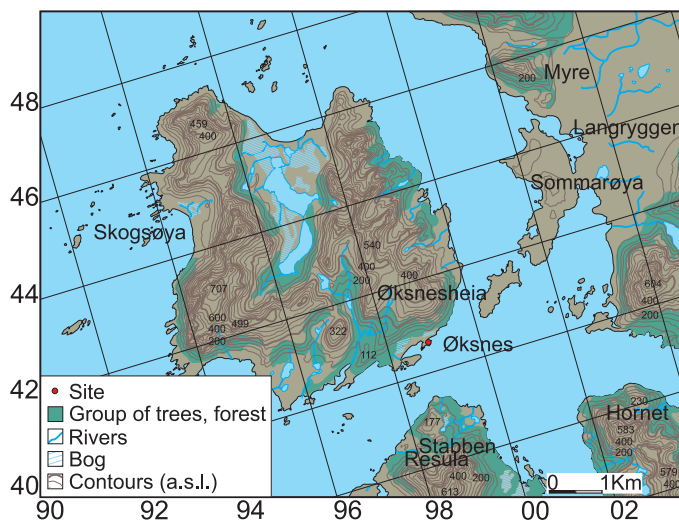 Myre
200
48
459
400
Langryggen
46
Sommarøya
Skogsøya
540
400
400
44
200
604
707
Øksnesheia
400
600
200
400
499
322
200
Øksnes
112
42
Site
Group of trees, forest
230
177
Hornet
Rivers
583
Stabben
400
Bog
Resula
200
400
200
579
Contours (a.s.l.)
613
0
1Km
400
40
90
92
94
96
98
00
02